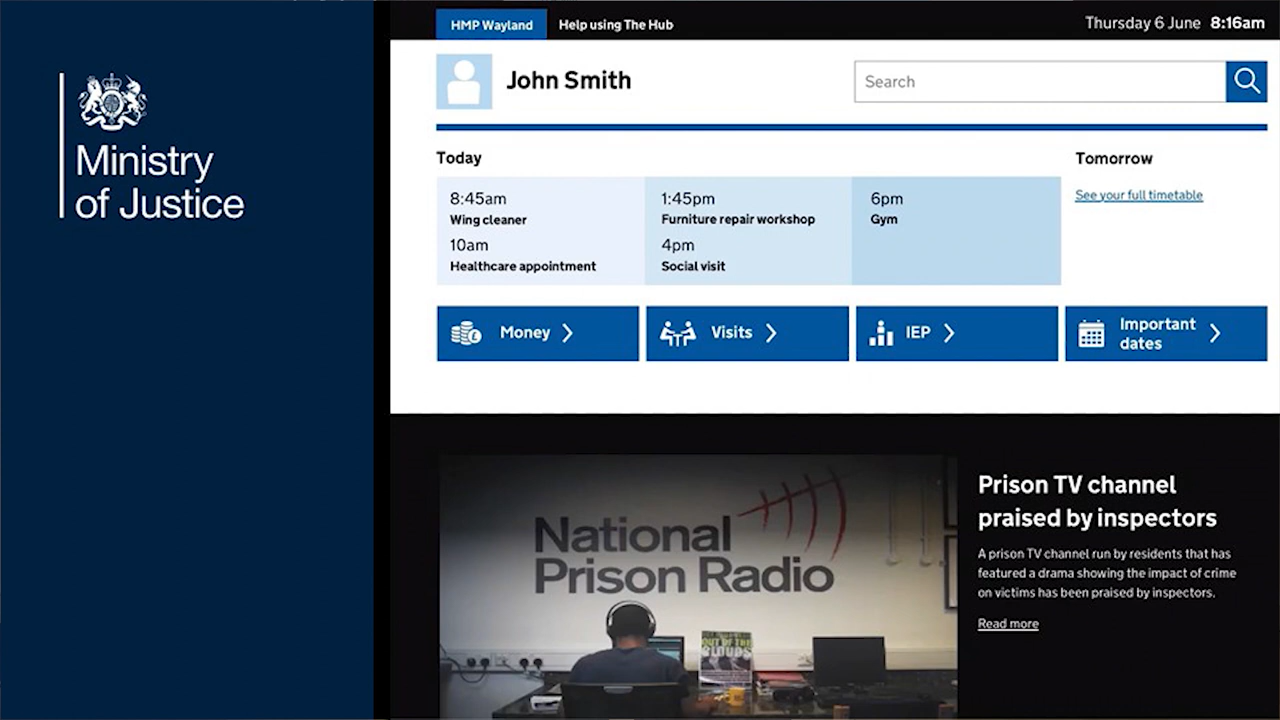 Ministry
of Justice
HMP Wayland
Help using The Hub
Thursday 6 June 8:16am
John Smith
Search
Today
Tomorrow
8:45am
Wing cleaner
10am
Healthcare appointment
1:45pm
Furniture repair workshop
4pm
Social visit
6pm
Gym
See your full timetable
Money
Visits
IEP
Important
dates
National
Prison Radio
OUT OF THE
CLOUDS
Prison TV channel
praised by inspectors
A prison TV channel run by residents that has
featured a drama showing the impact of crime
on victims has been praised by inspectors.
Read more